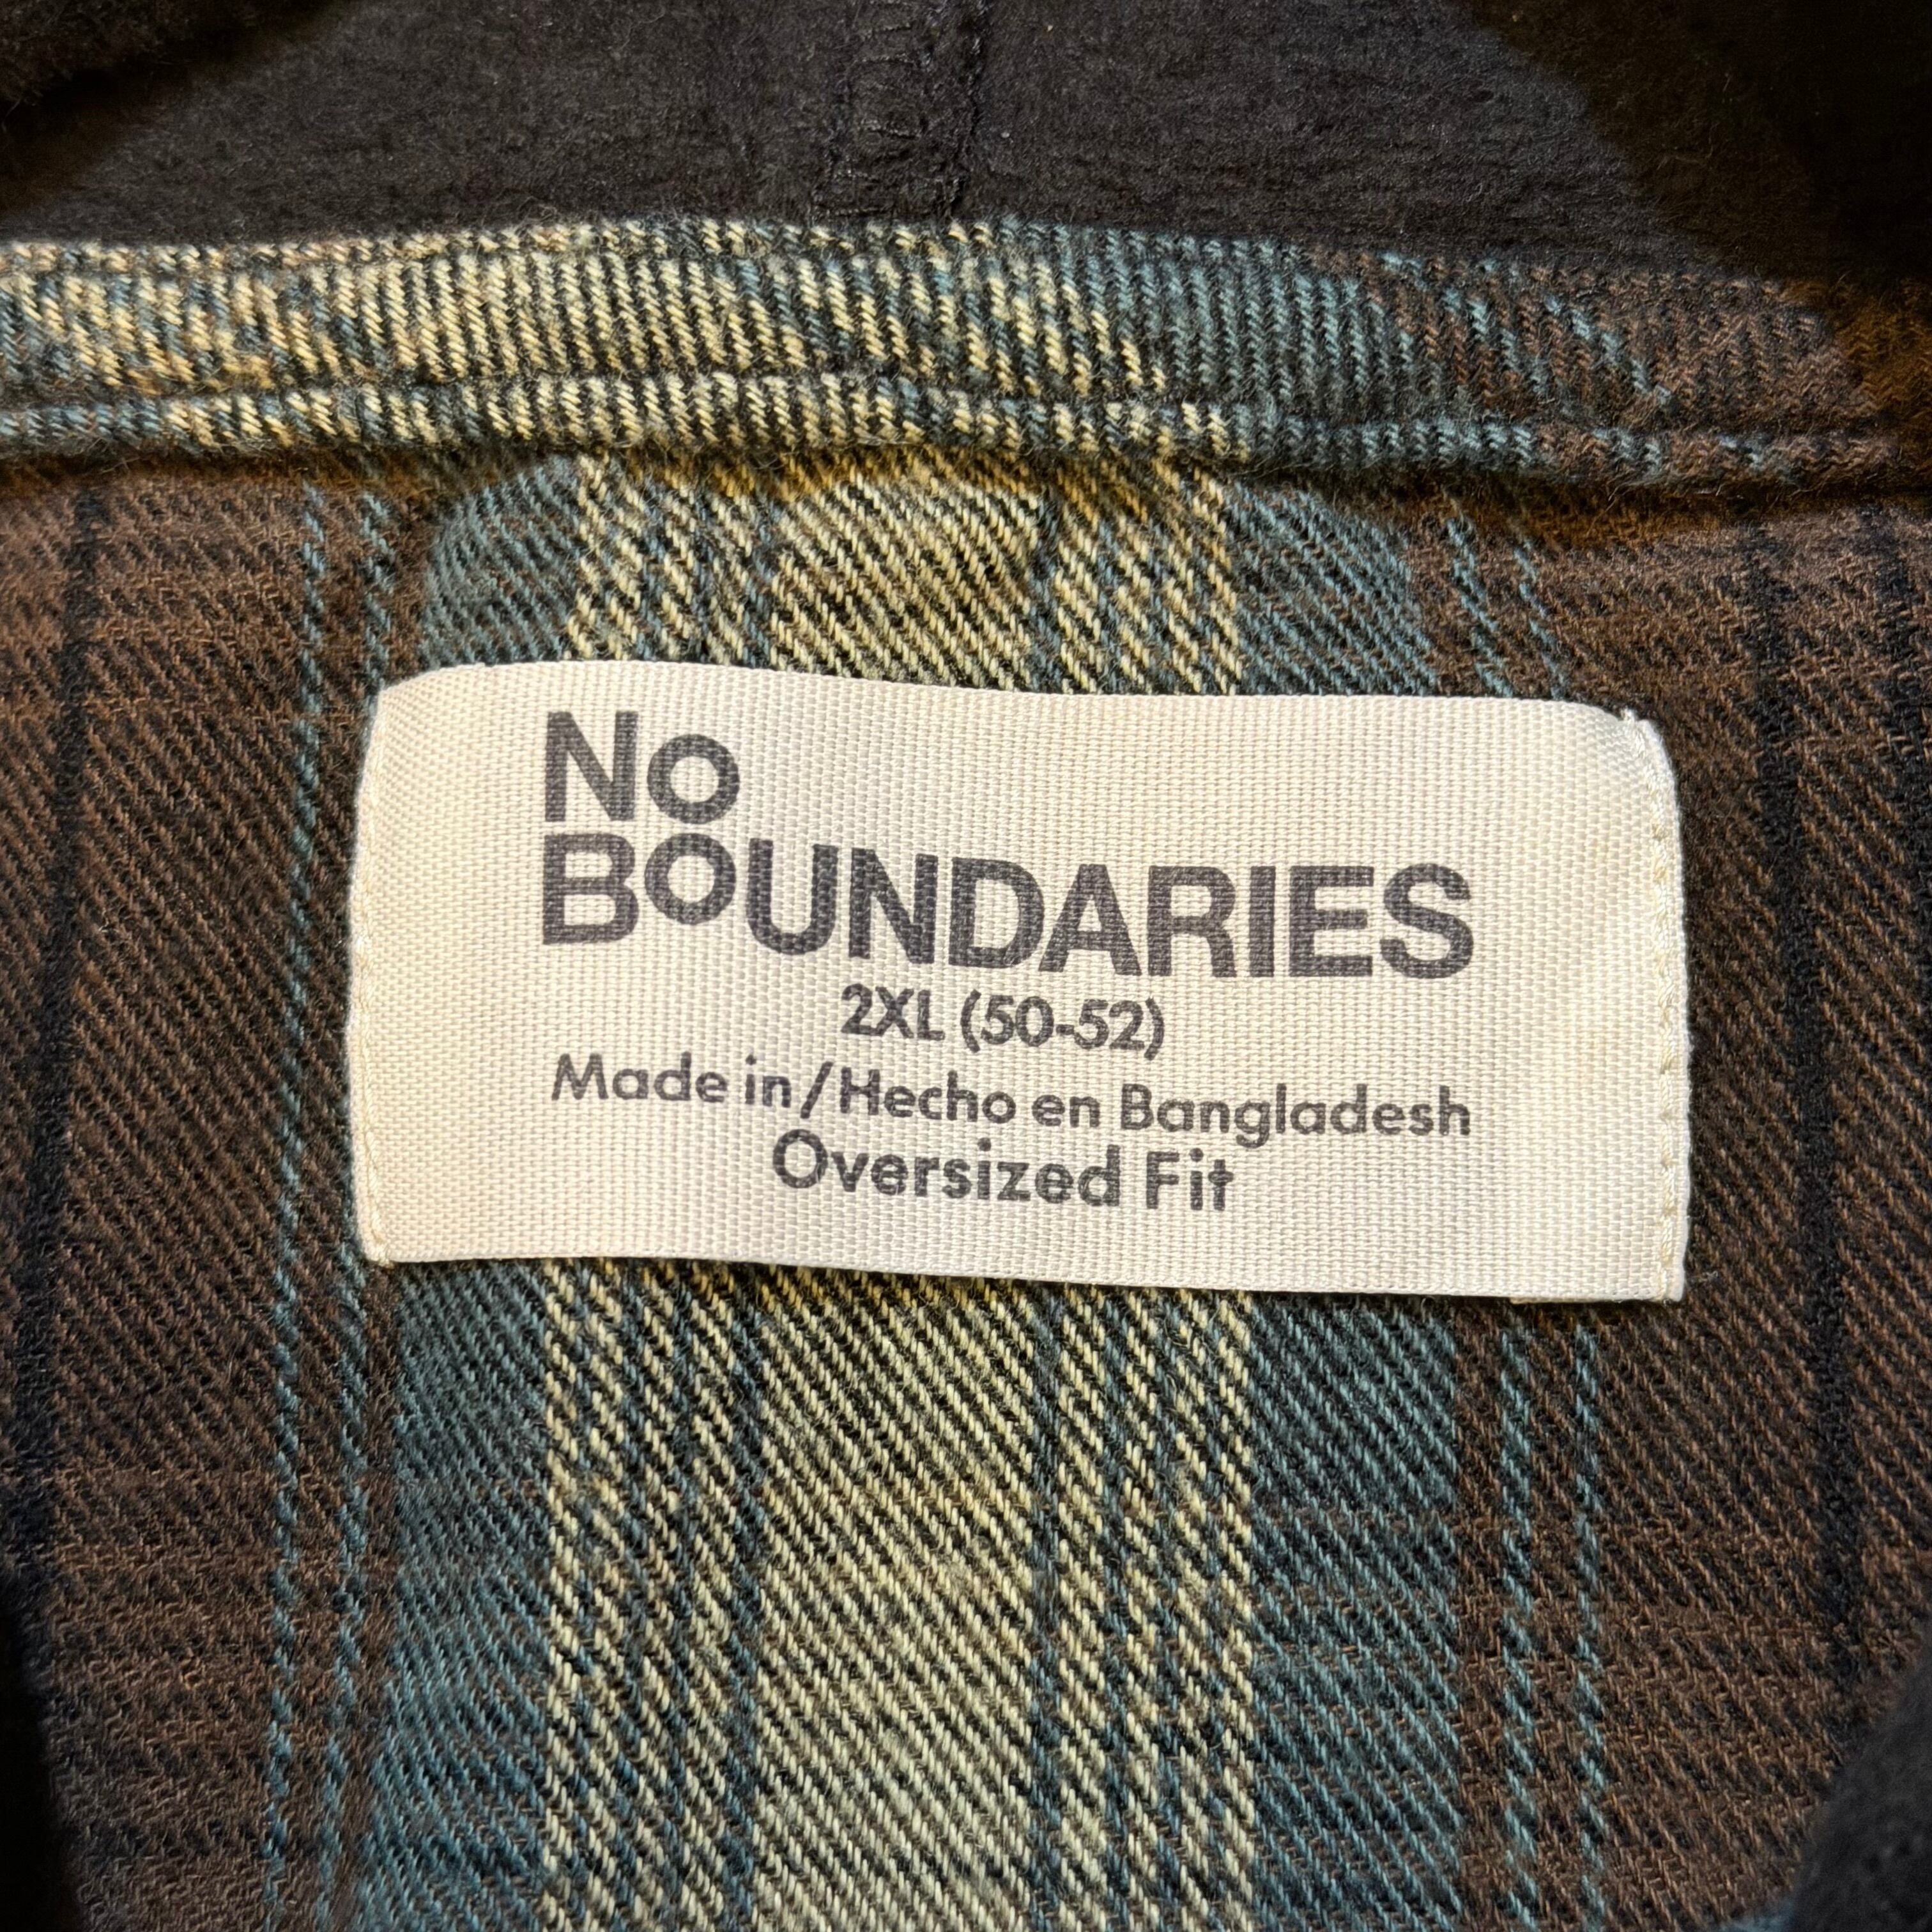 No
BOUNDARIES
2XL (50-52)
Made in/Hecho en Bangladesh
Oversized Fit